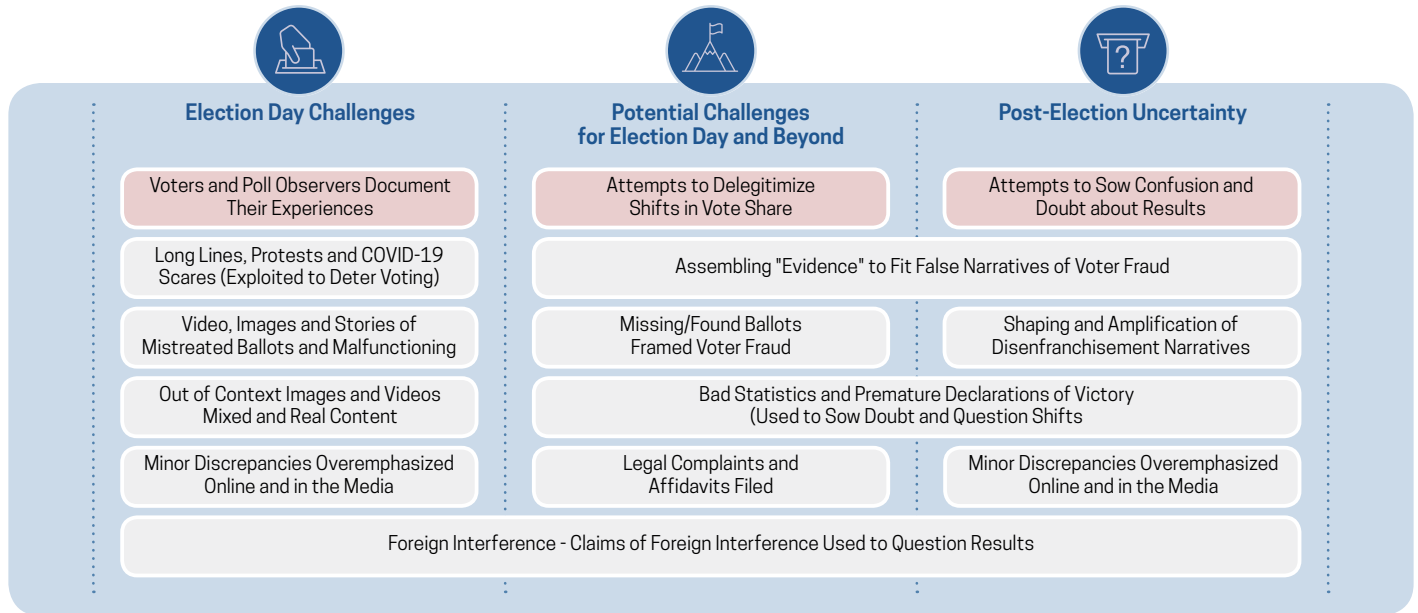 ?
Election Day Challenges
Potential Challenges
for Election Day and Beyond
Post-Election Uncertainty
Voters and Poll Observers Document
Their Experiences
Attempts to Delegitimize
Shifts in Vote Share
Attempts to Sow Confusion and
Doubt about Results
Long Lines, Protests and COVID-19
Scares (Exploited to Deter Voting)
Assembling "Evidence" to Fit False Narratives of Voter Fraud
Video, Images and Stories of
Mistreated Ballots and Malfunctioning
Missing/Found Ballots
Framed Voter Fraud
Shaping and Amplification of
Disenfranchisement Narratives
Out of Context Images and Videos
Mixed and Real Content
Bad Statistics and Premature Declarations of Victory
(Used to Sow Doubt and Question Shifts
Minor Discrepancies Overemphasized
Online and in the Media
Legal Complaints and
Affidavits Filed
Minor Discrepancies Overemphasized
Online and in the Media
Foreign Interference - Claims of Foreign Interference Used to Question Results